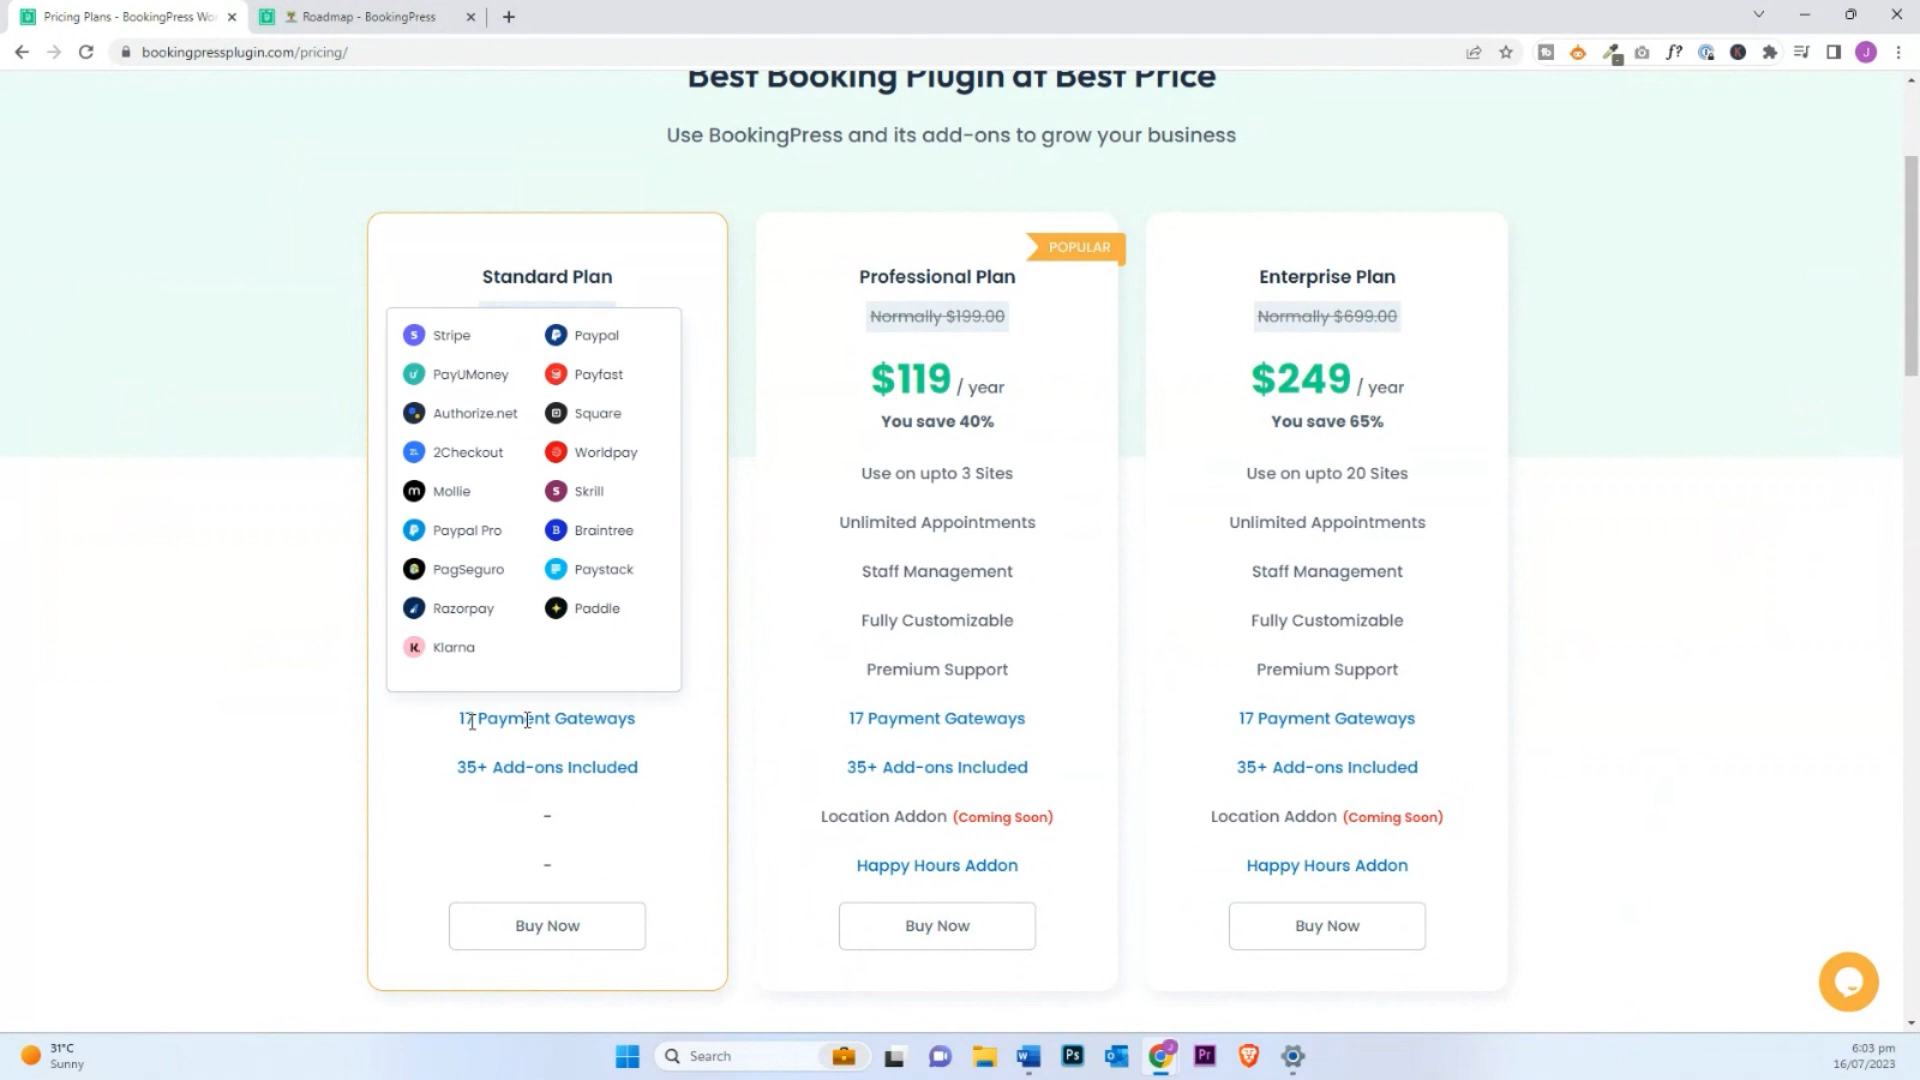 Pricing Plans - BookingPress Wo
Roadmap - BookingPress
bookingpressplugin.com/pricing/
Best Booking Plugin at Best Price
Use BookingPress and its add-ons to grow your business
Standard Plan
Stripe
Paypal
PayUMoney
Payfast
Authorize.net
Square
2Checkout
Worldpay
Mollie
Skrill
Paypal Pro
Braintree
PagSeguro
Paystack
Razorpay
Paddle
Klarna
17 Payment Gateways
35+ Add-ons Included
-
-
Buy Now
POPULAR
Professional Plan
Normally $199.00
$119 / year
You save 40%
Use on upto 3 Sites
Unlimited Appointments
Staff Management
Fully Customizable
Premium Support
17 Payment Gateways
35+ Add-ons Included
Location Addon (Coming Soon)
Happy Hours Addon
Buy Now
Enterprise Plan
Normally $699.00
$249 / year
You save 65%
Use on upto 20 Sites
Unlimited Appointments
Staff Management
Fully Customizable
Premium Support
17 Payment Gateways
35+ Add-ons Included
Location Addon (Coming Soon)
Happy Hours Addon
Buy Now
31°C
Sunny
Search
6:03 pm
16/07/2023